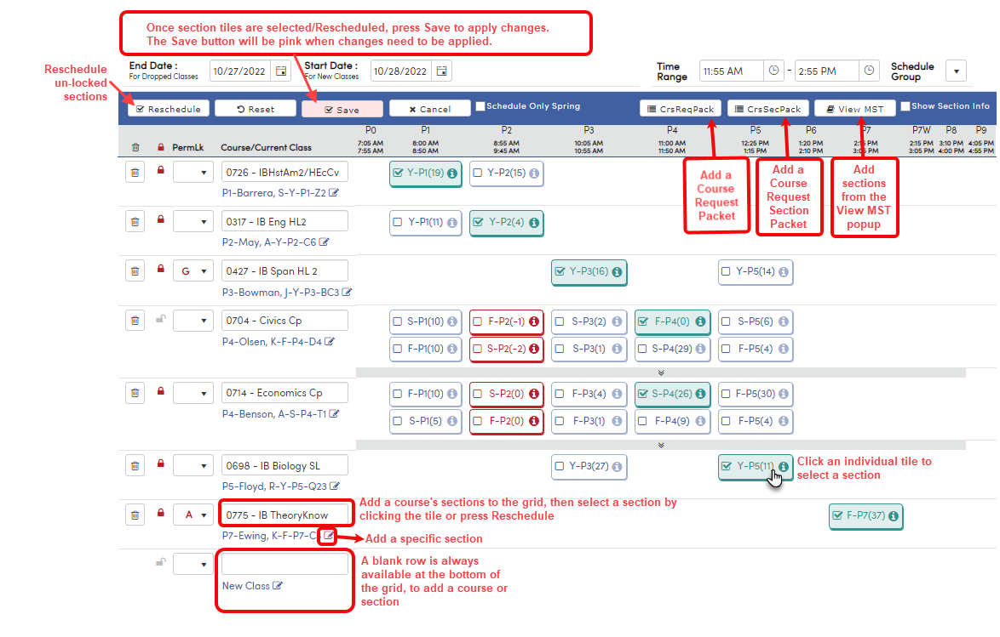 Once section tiles are selected/Rescheduled, press Save to apply changes.
The Save button will be pink when changes need to be applied.
Reschedule
un-locked
sections
End Date :
For Dropped Classes
10/27/2022
Start Date :
For New Classes
10/28/2022
Time
Range
11:55 AM
-
2:55 PM
Schedule
Group
Reschedule
Reset
Save
Cancel
Schedule Only Spring
CrsReqPack
CrsSecPack
View MST
Show Section Info
PermLk
Course/Current Class
P0
7:05 AM
7:55 AM
P1
8:00 AM
8:50 AM
P2
8:55 AM
9:45 AM
P3
10:05 AM
10:55 AM
P4
11:00 AM
11:50 AM
P5
12:25 PM
1:15 PM
P6
1:20 PM
2:10 PM
P7
2:15 PM
3:05 PM
P7W
2:15 PM
3:05 PM
P8
3:10 PM
4:00 PM
P9
4:05 PM
4:55 PM
Add a
Course
Request
Packet
Add a
Course
Request
Section
Packet
Add
sections
from the
View MST
popup
0726 - IBHstAm2/HEcCv
P1-Barrera, S-Y-P1-Z2
Y-P1(19)
Y-P2(15)
0317 - IB Eng HL2
P2-May, A-Y-P2-C6
Y-P1(11)
Y-P2(4)
G
0427 - IB Span HL 2
P3-Bowman, J-Y-P3-BC3
Y-P3(16)
Y-P5(14)
0704 - Civics Cp
P4-Olsen, K-F-P4-D4
S-P1(10)
F-P2(-1)
S-P3(2)
F-P4(0)
S-P5(6)
F-P1(10)
S-P2(-2)
S-P3(1)
S-P4(29)
F-P5(4)
0714 - Economics Cp
P4-Benson, A-S-P4-T1
F-P1(10)
S-P2(0)
F-P3(4)
S-P4(26)
F-P5(30)
S-P1(5)
F-P2(0)
F-P3(1)
F-P4(9)
F-P5(4)
0698 - IB Biology SL
P5-Floyd, R-Y-P5-Q23
Y-P3(27)
Y-P5(11)
Click an individual tile to
select a section
A
0775 - IB TheoryKnow
P7-Ewing, K-F-P7-C
F-P7(37)
Add a course's sections to the grid, then select a section by
clicking the tile or press Reschedule
Add a specific section
New Class
A blank row is always
available at the bottom of
the grid, to add a course or
section